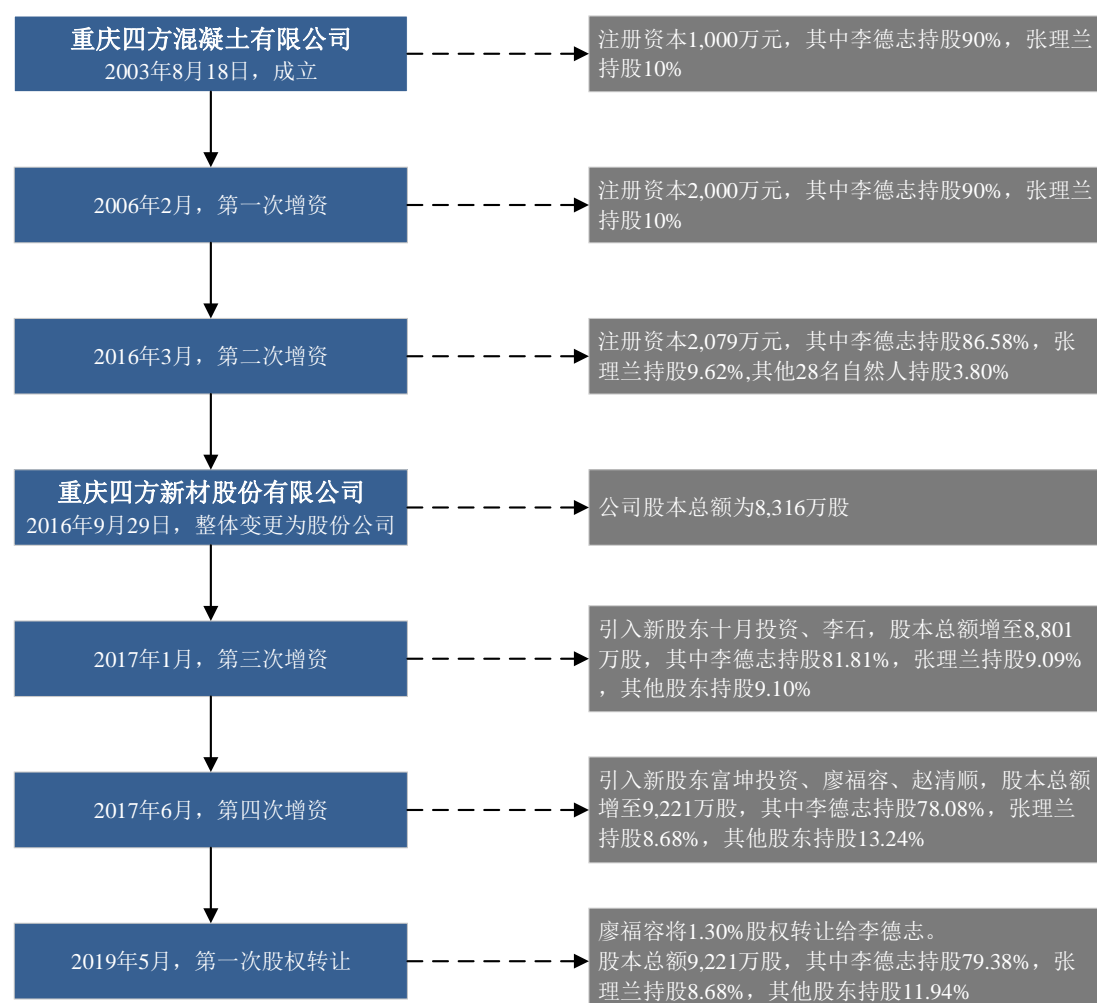 重庆四方混凝土有限公司
2003年8月18日，成立
注册资本1,000万元，其中李德志持股90%，张理兰
持股10%
2006年2月，第一次增资
注册资本2,000万元，其中李德志持股90%，张理兰
持股10%
2016年3月，第二次增资
注册资本2,079万元，其中李德志持股86.58%，张
理兰持股9.62%,其他28名自然人持股3.80%
重庆四方新材股份有限公司
2016年9月29日，整体变更为股份公司
公司股本总额为8,316万股
2017年1月，第三次增资
引入新股东十月投资、李石，股本总额增至8,801
万股，其中李德志持股81.81%，张理兰持股9.09%
，其他股东持股9.10%
2017年6月，第四次增资
引入新股东富坤投资、廖福容、赵清顺，股本总额
增至9,221万股，其中李德志持股78.08%，张理兰
持股8.68%，其他股东持股13.24%
2019年5月，第一次股权转让
廖福容将1.30%股权转让给李德志。
股本总额9,221万股，其中李德志持股79.38%，张
理兰持股8.68%，其他股东持股11.94%